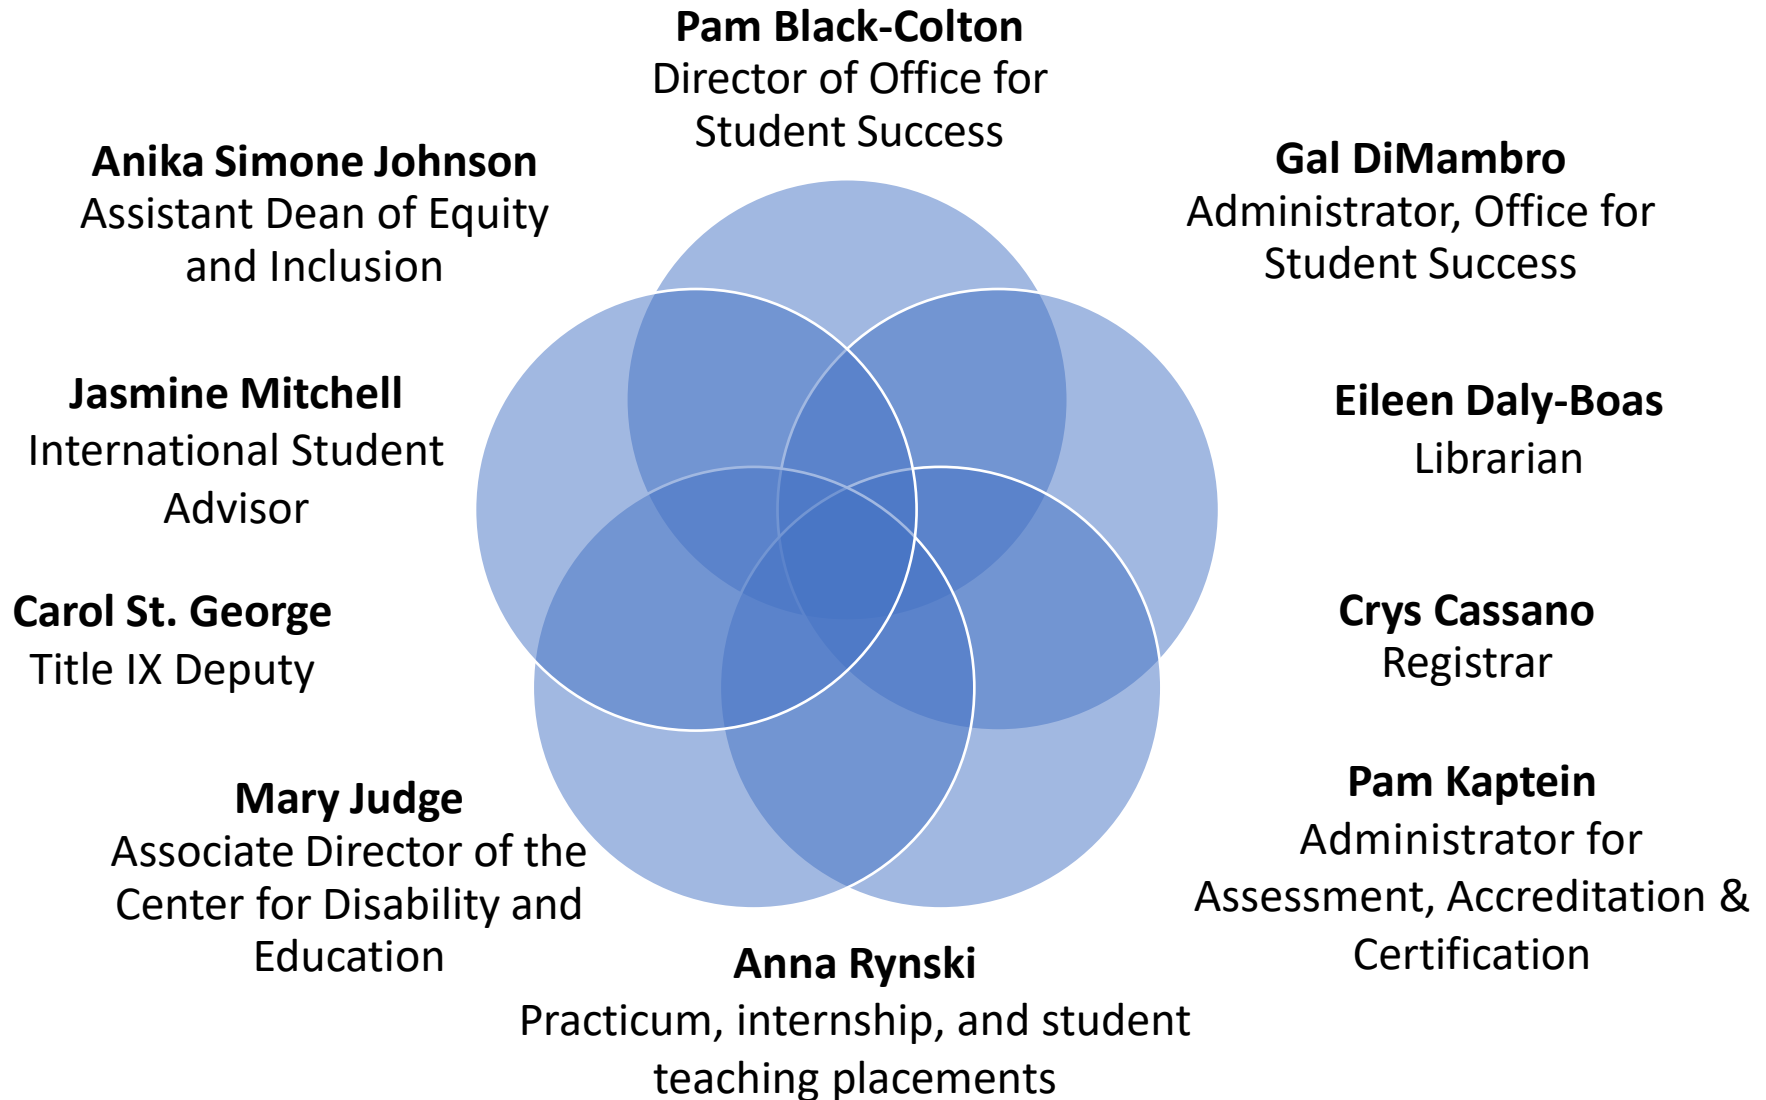 Pam Black-Colton
Director of Office for
Student Success
Anika Simone Johnson
Assistant Dean of Equity
and Inclusion
Gal DiMambro
Administrator, Office for
Student Success
Jasmine Mitchell
International Student
Advisor
Eileen Daly-Boas
Librarian
Carol St. George
Title IX Deputy
Crys Cassano
Registrar
Mary Judge
Associate Director of the
Center for Disability and
Education
Pam Kaptein
Administrator for
Assessment, Accreditation &
Certification
Anna Rynski
Practicum, internship, and student
teaching placements